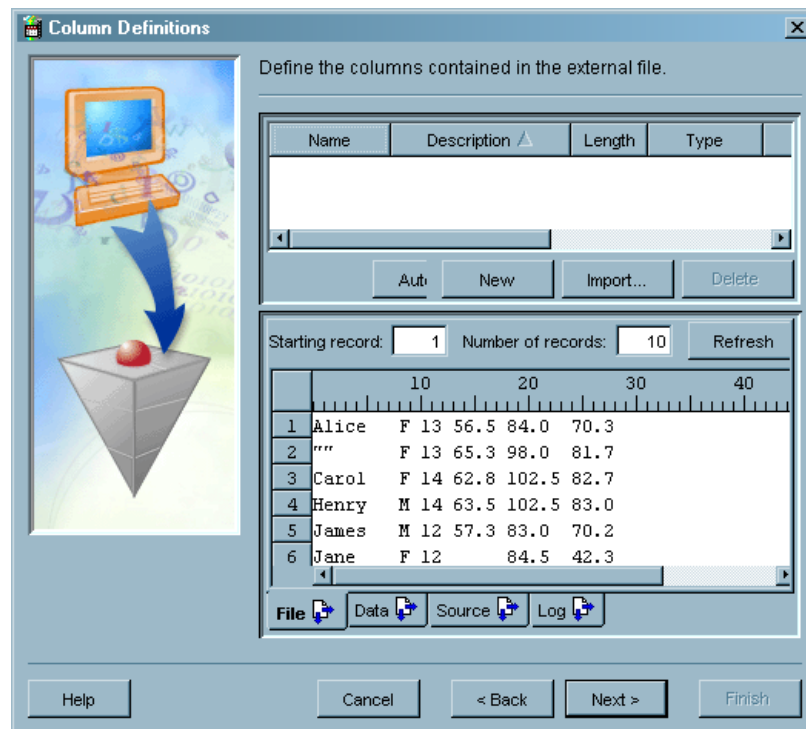 Column Definitions
Define the columns contained in the external file.
Name Description Length Type
Auto New Import... Delete
Starting record: 1 Number of records: 10 Refresh
10 20 30 40
1 Alice F 13 56.5 84.0 70.3
2 "" F 13 65.3 98.0 81.7
3 Carol F 14 62.8 102.5 82.7
4 Henry M 14 63.5 102.5 83.0
5 James M 12 57.3 83.0 70.2
6 Jane F 12 84.5 42.3
File Data Source Log
Help Cancel < Back Next > Finish